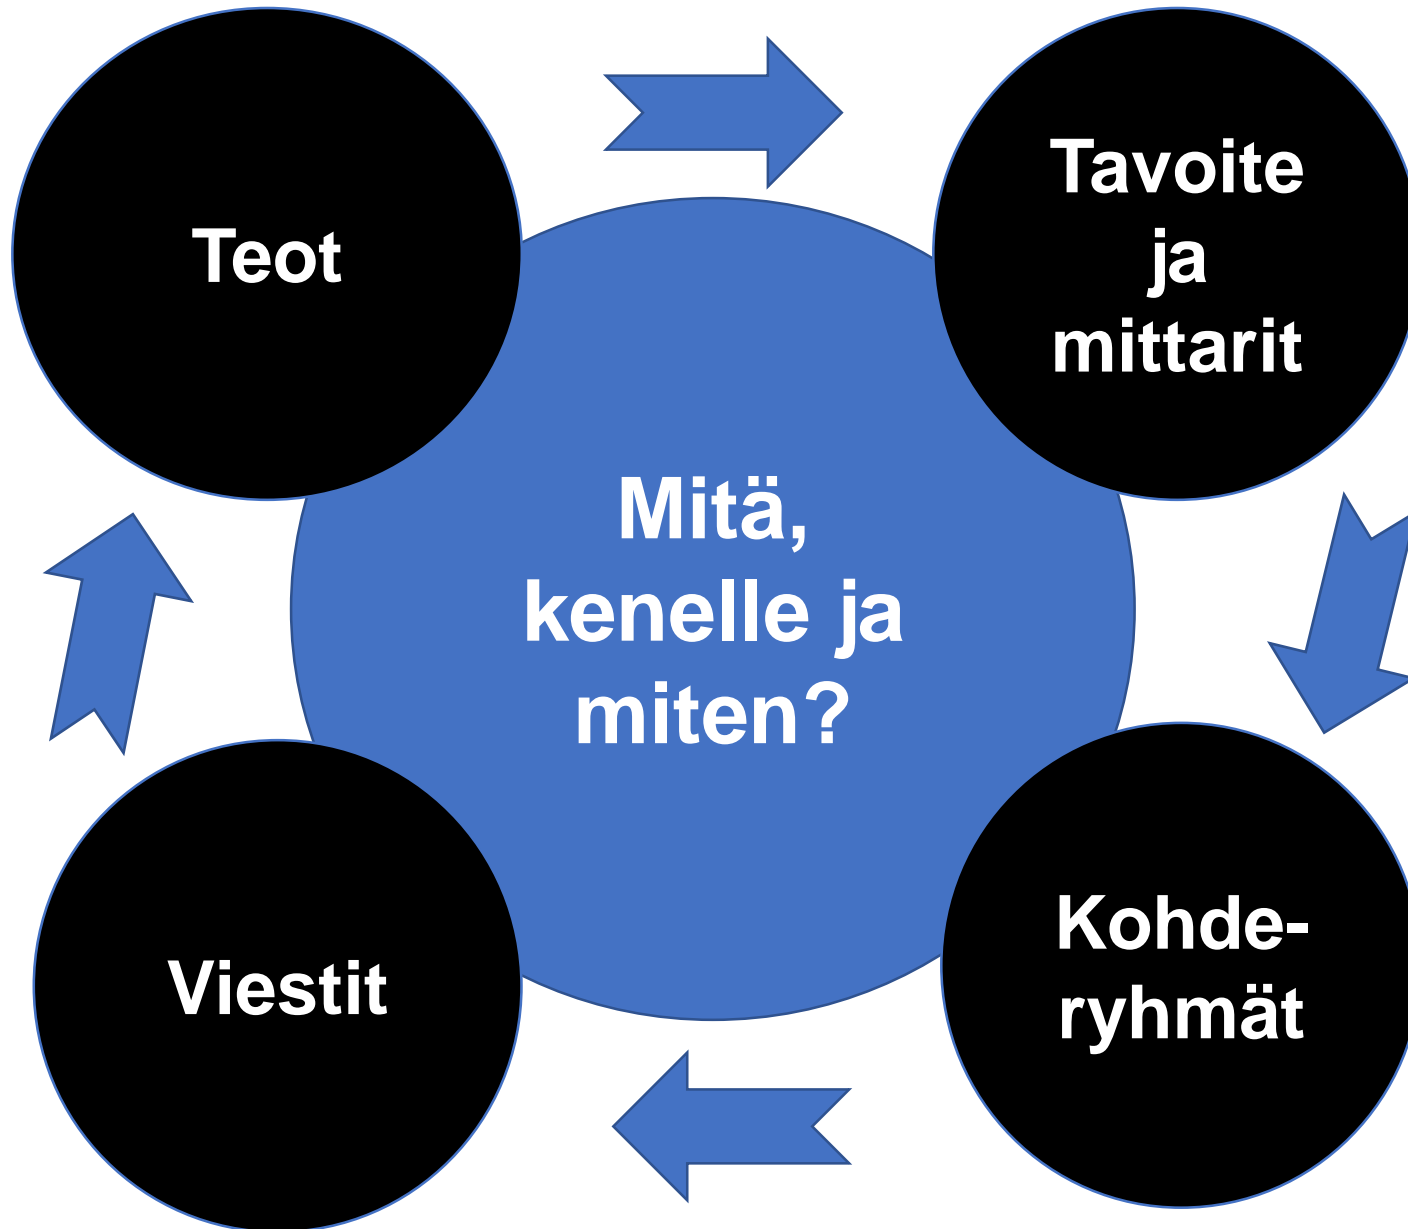 Teot
Tavoite
ja
mittarit
Mitä,
kenelle ja
miten?
Viestit
Kohde-
ryhmät